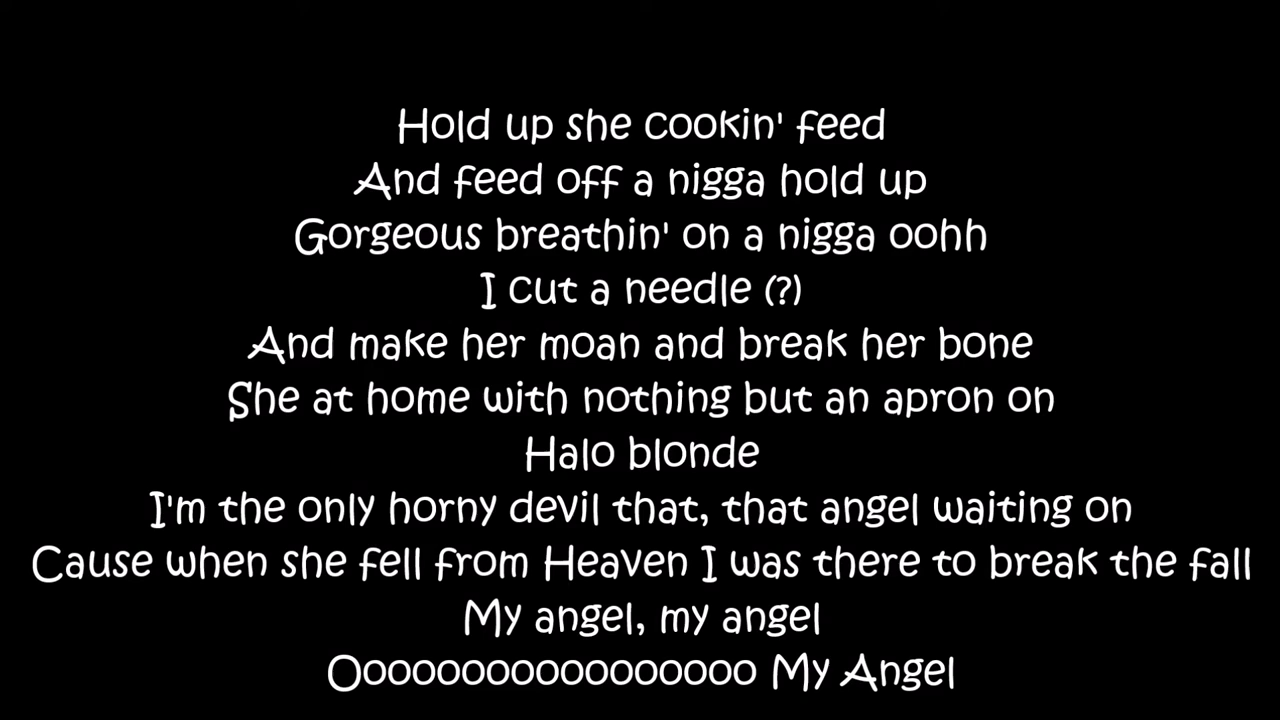 Hold up she cookin' feed
And feed off a nigga hold up
Gorgeous breathin' on a nigga oohh
I cut a needle (?)
And make her moan and break her bone
She at home with nothing but an apron on
Halo blonde
I'm the only horny devil that, that angel waiting on
Cause when she fell from Heaven I was there to break the fall
My angel, my angel
Oooooooooooooooooo My Angel